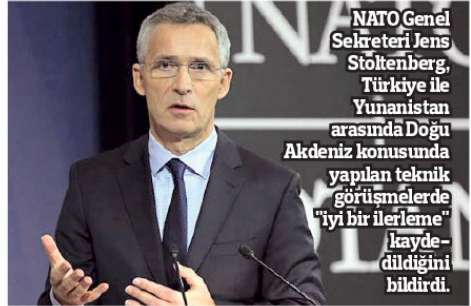 NATO
NATO Genel
Sekreteri Jens
Stoltenberg,
Türkiye ile
Yunanistan
arasında Doğu
Akdeniz konusunda
yapılan teknik
görüşmelerde
"iyi bir ilerleme"
kayde-
dildiğini
bildirdi.